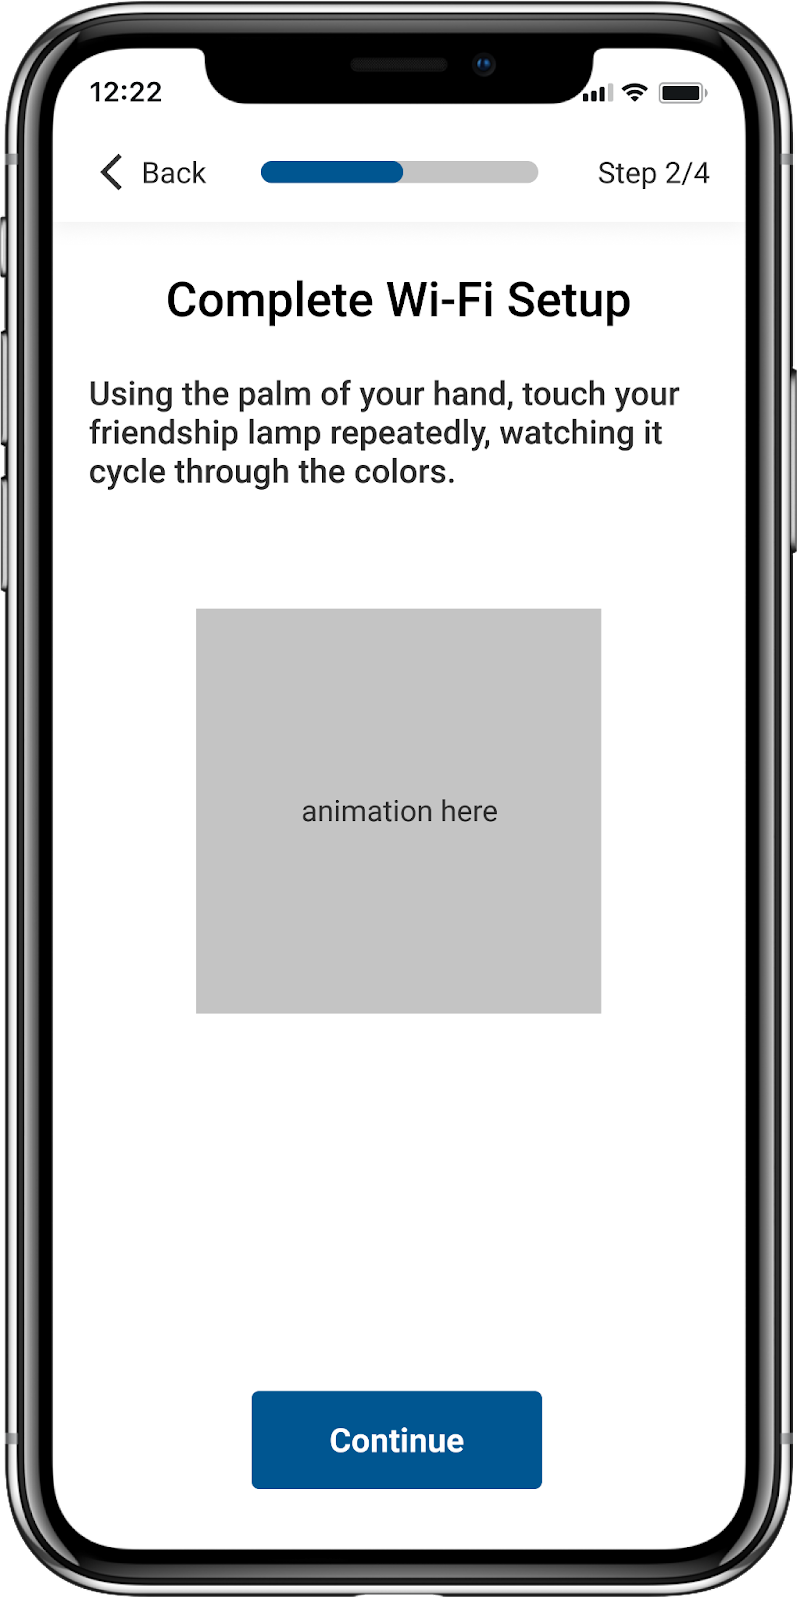 12:22
Back
Step 2/4
Complete Wi-Fi Setup
Using the palm of your hand, touch your
friendship lamp repeatedly, watching it
cycle through the colors.
animation here
Continue